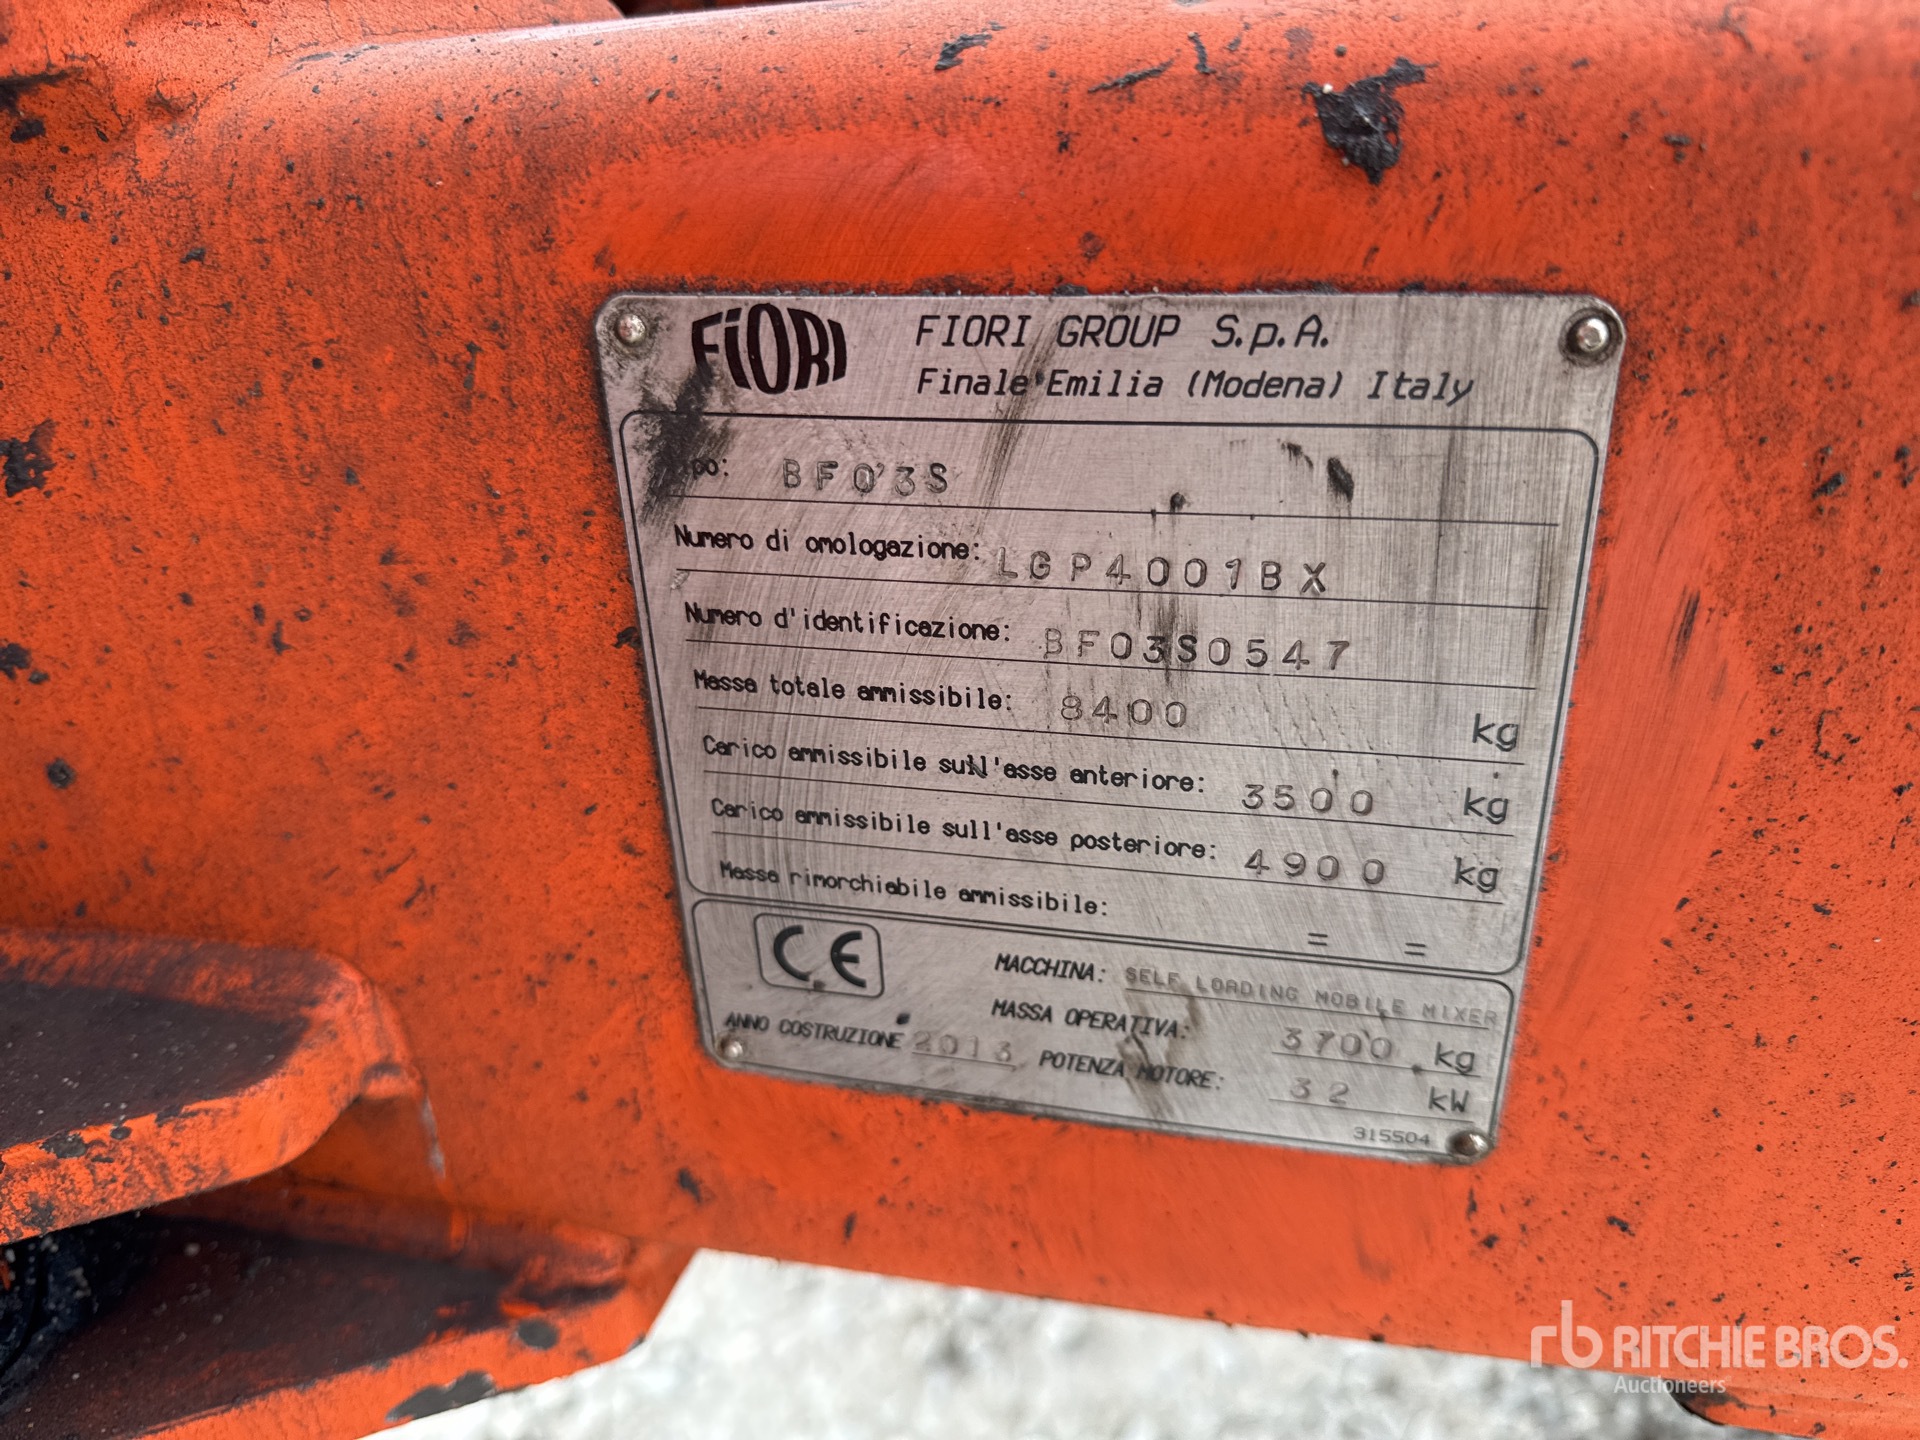 FiORI
FIORI GROUP S.p.A.
Finale Emilia (Modena) Italy
BF03S
Numero di omologazione: LGP4001BX
Numero d'identificazione: BF03S0547
Massa totale ammissibile: 8400 kg
Carico ammissibile sull'asse anteriore: 3500 kg
Carico ammissibile sull'asse posteriore: 4900 kg
Massa rimorchiabile ammissibile: = =
CE
MACCHINA: SELF LOADING MOBILE MIXER
MASSA OPERATIVA: 3700 kg
ANNO COSTRUZIONE 2013 POTENZA MOTORE: 32 kW
315504
rb RITCHIE BROS.
Auctioneers